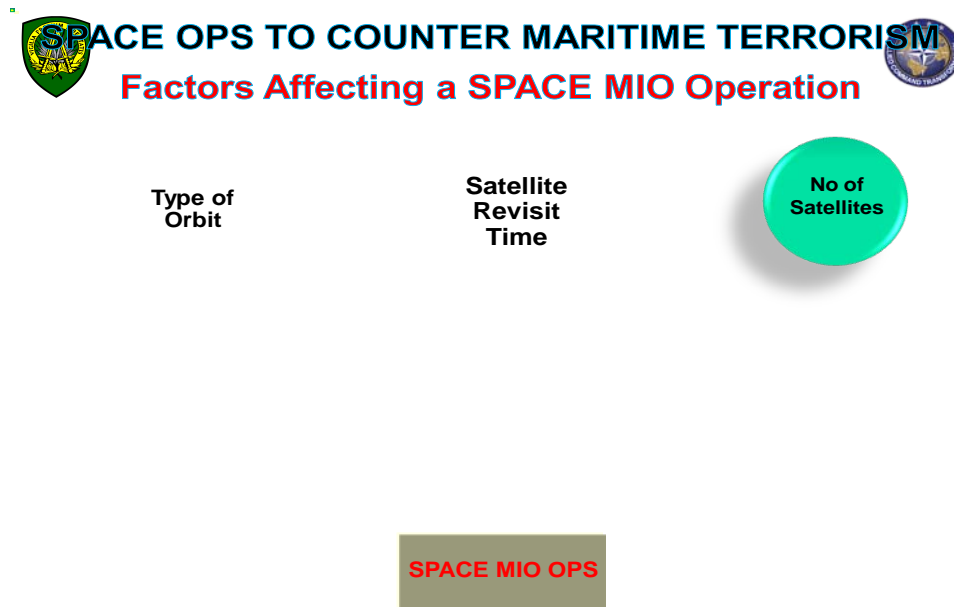 SPACE OPS TO COUNTER MARITIME TERRORISM
Factors Affecting a SPACE MIO Operation
Type of
Orbit
Satellite
Revisit
Time
No of
Satellites
SPACE MIO OPS